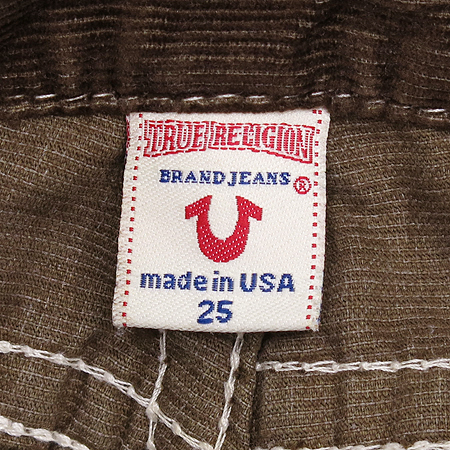 TRUE RELIGION
BRAND JEANS ®
made in USA
25